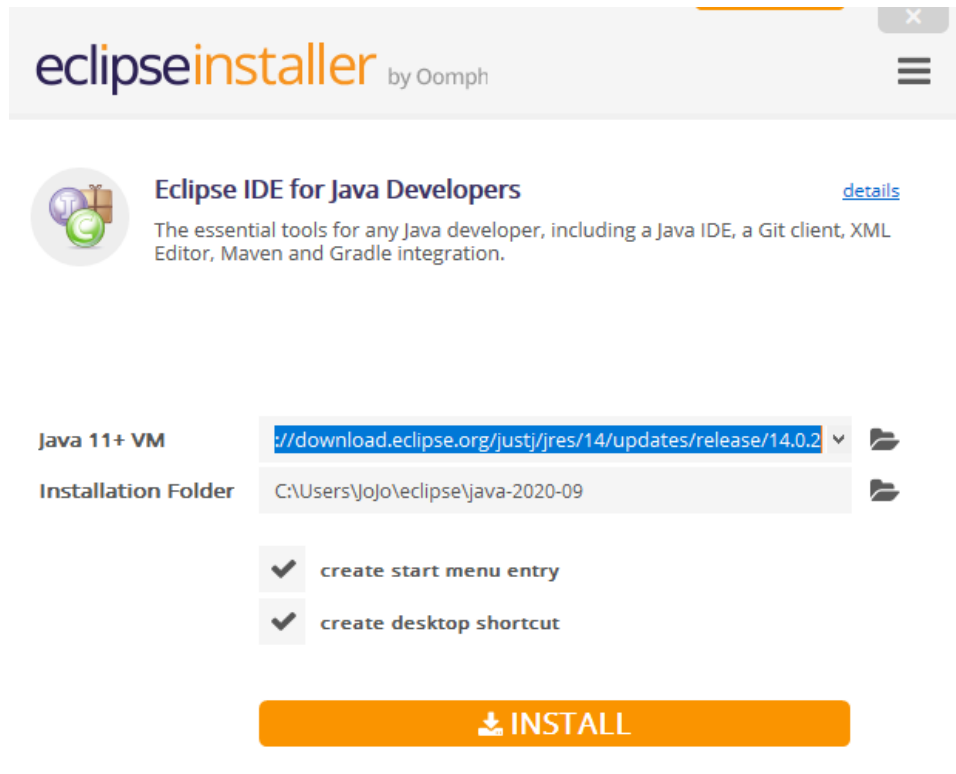 eclipseinstaller by Oomph
Eclipse IDE for Java Developers details
The essential tools for any Java developer, including a Java IDE, a Git client, XML
Editor, Maven and Gradle integration.
Java 11+ VM ://download.eclipse.org/justj/jres/14/updates/release/14.0.2
Installation Folder C:\Users\JoJo\eclipse\java-2020-09
create start menu entry
create desktop shortcut
INSTALL